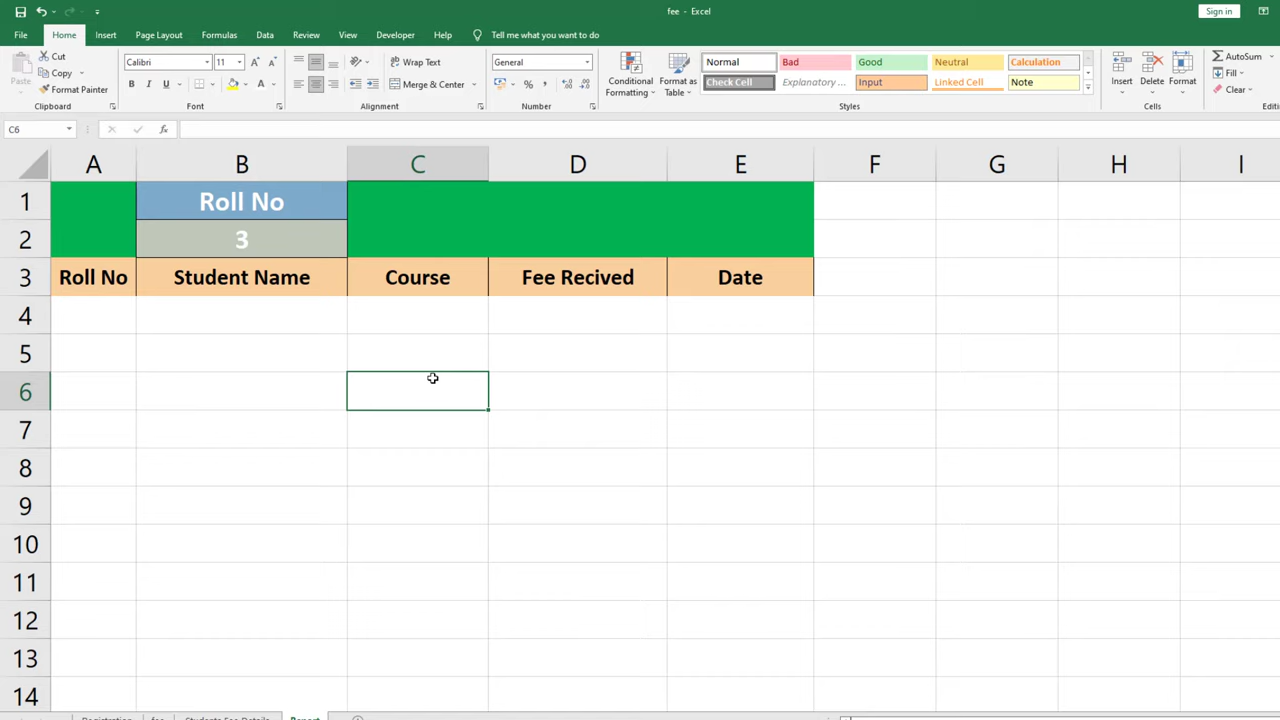 fee - Excel
Sign in
File Home Insert Page Layout Formulas Data Review View Developer Help Tell me what you want to do
Paste
Cut
Copy
Format Painter
Clipboard
Calibri 11
B I U
Font
Wrap Text
Merge & Center
Alignment
General
%
Number
Conditional Formatting
Format as Table
Normal Bad Good Neutral Calculation
Check Cell Explanatory ... Input Linked Cell Note
Styles
Insert Delete Format
Cells
AutoSum
Fill
Clear
C6
fx
A B C D E F G H I
1 Roll No
2 3
3 Roll No Student Name Course Fee Recived Date
4
5
6
7
8
9
10
11
12
13
14
Registration fee Students Fee Details Report